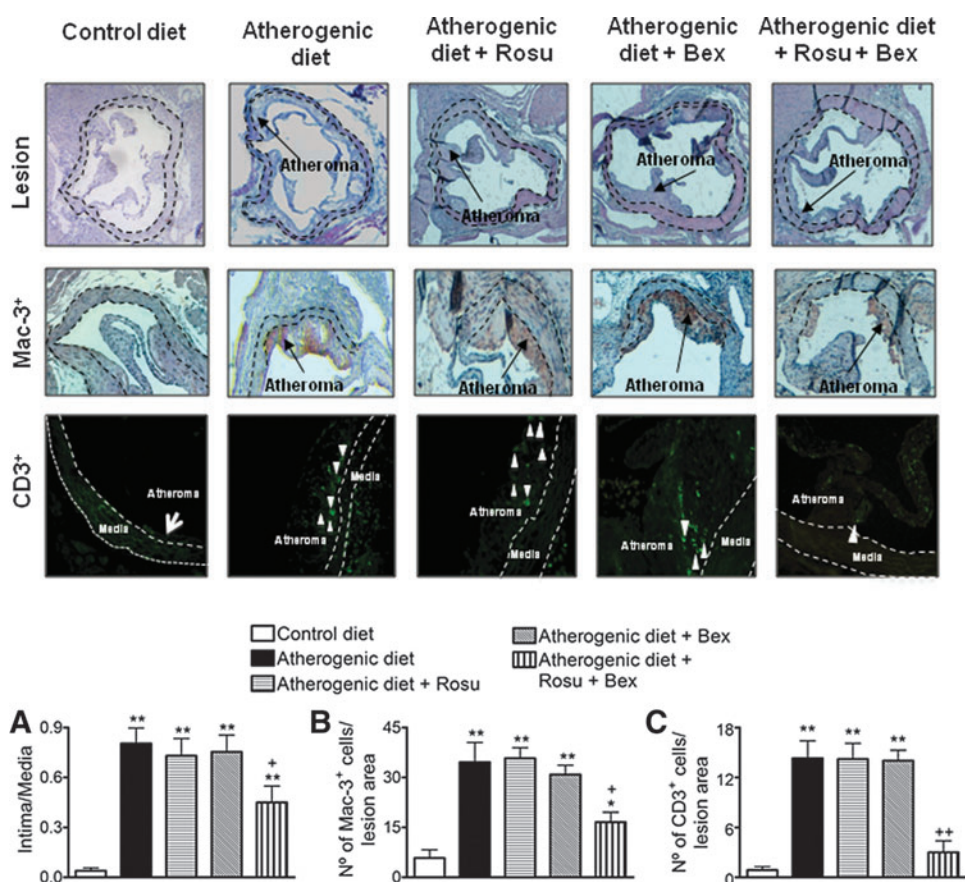 Control diet
Atherogenic diet
Atherogenic diet + Rosu
Atherogenic diet + Bex
Atherogenic diet + Rosu + Bex
Lesion
Atheroma
Atheroma
Atheroma
Atheroma
Mac-3⁺
Atheroma
Atheroma
Atheroma
Atheroma
CD3⁺
Atheroma
Media
Media
Atheroma
Atheroma
Media
Atheroma
Media
Atheroma
Media
Control diet
Atherogenic diet
Atherogenic diet + Rosu
Atherogenic diet + Bex
Atherogenic diet + Rosu + Bex
A
Intima/Media
0.9
0.6
0.3
0.0
**
**
**
+
**
B
Nº of Mac-3⁺ cells/
lesion area
45
30
15
0
**
**
**
+
*
C
Nº of CD3⁺ cells/
lesion area
18
12
6
0
**
**
**
++